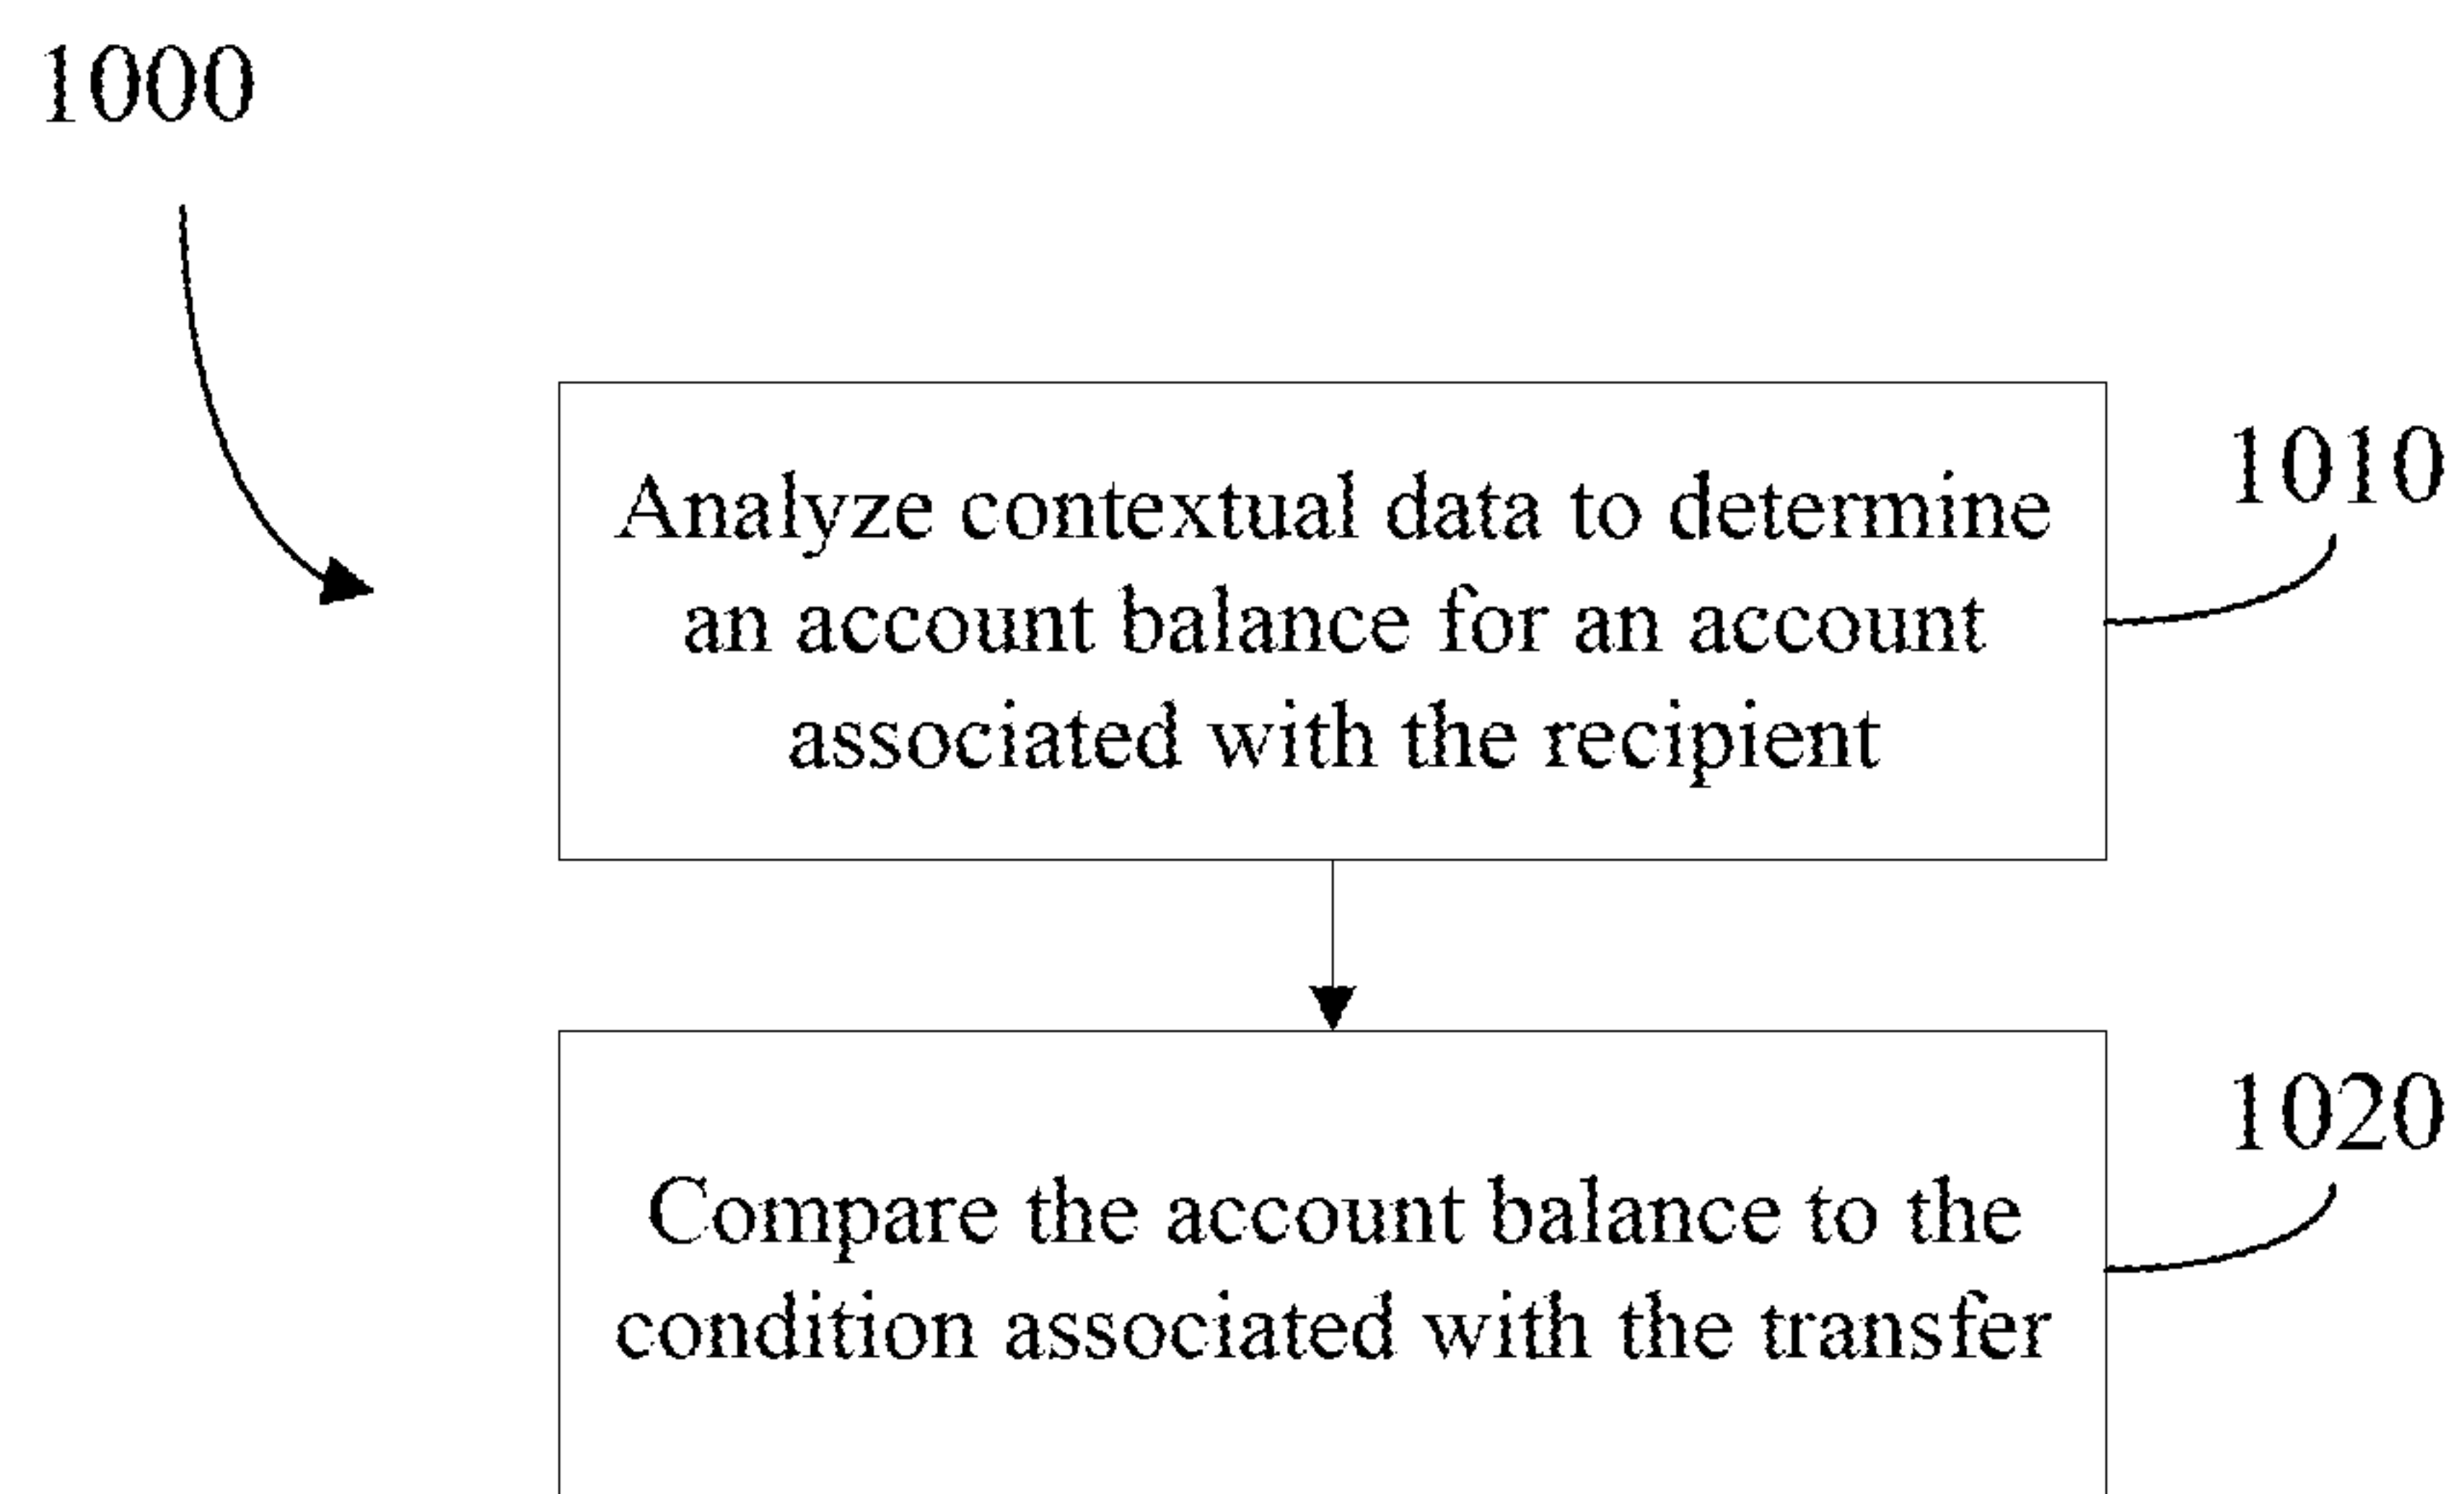 1000
Analyze contextual data to determine
an account balance for an account
associated with the recipient
1010
Compare the account balance to the
condition associated with the transfer
1020